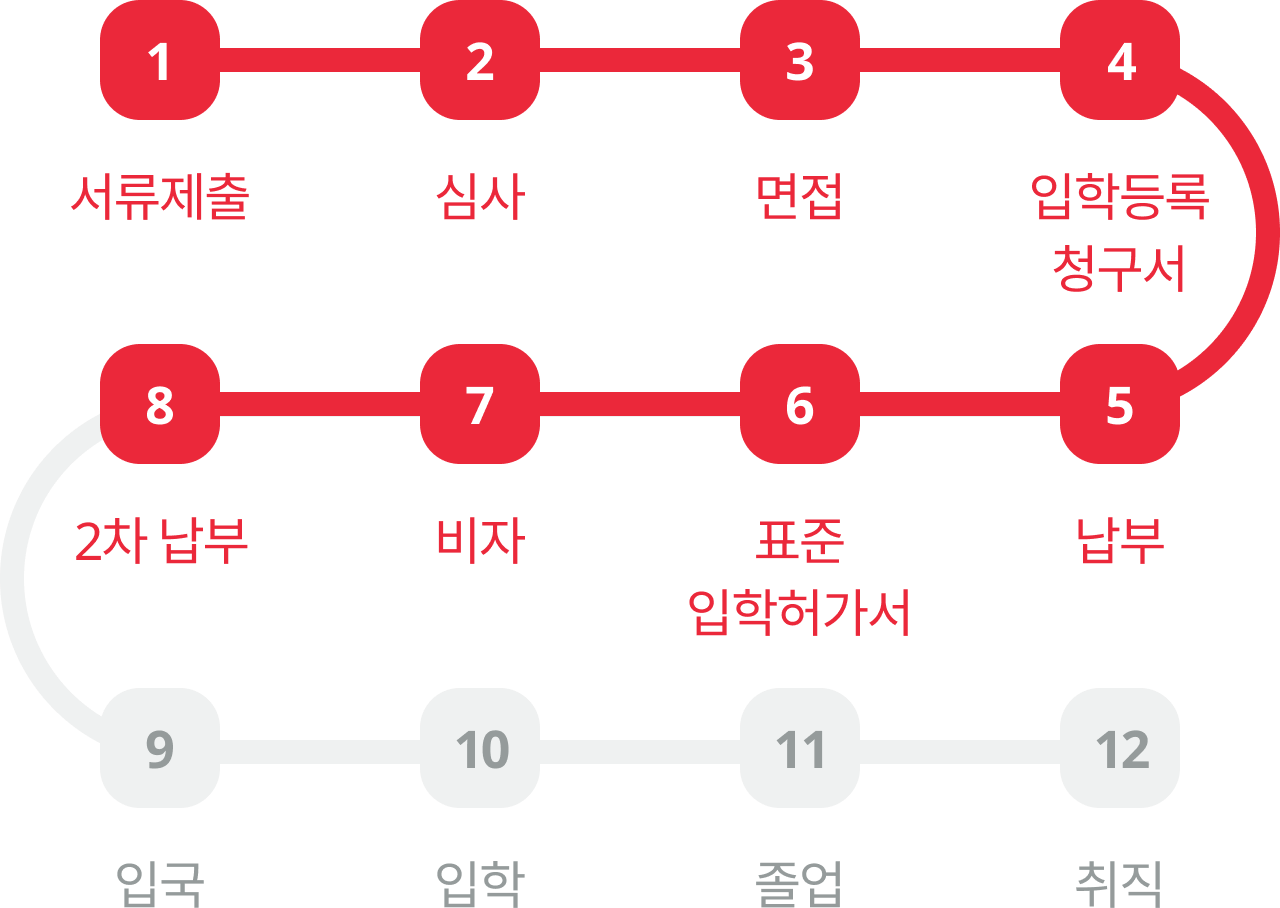 1 2 3 4
서류제출 심사 면접 입학등록
청구서
8 7 6 5
2차 납부 비자 표준 납부
입학허가서
9 10 11 12
입국 입학 졸업 취직